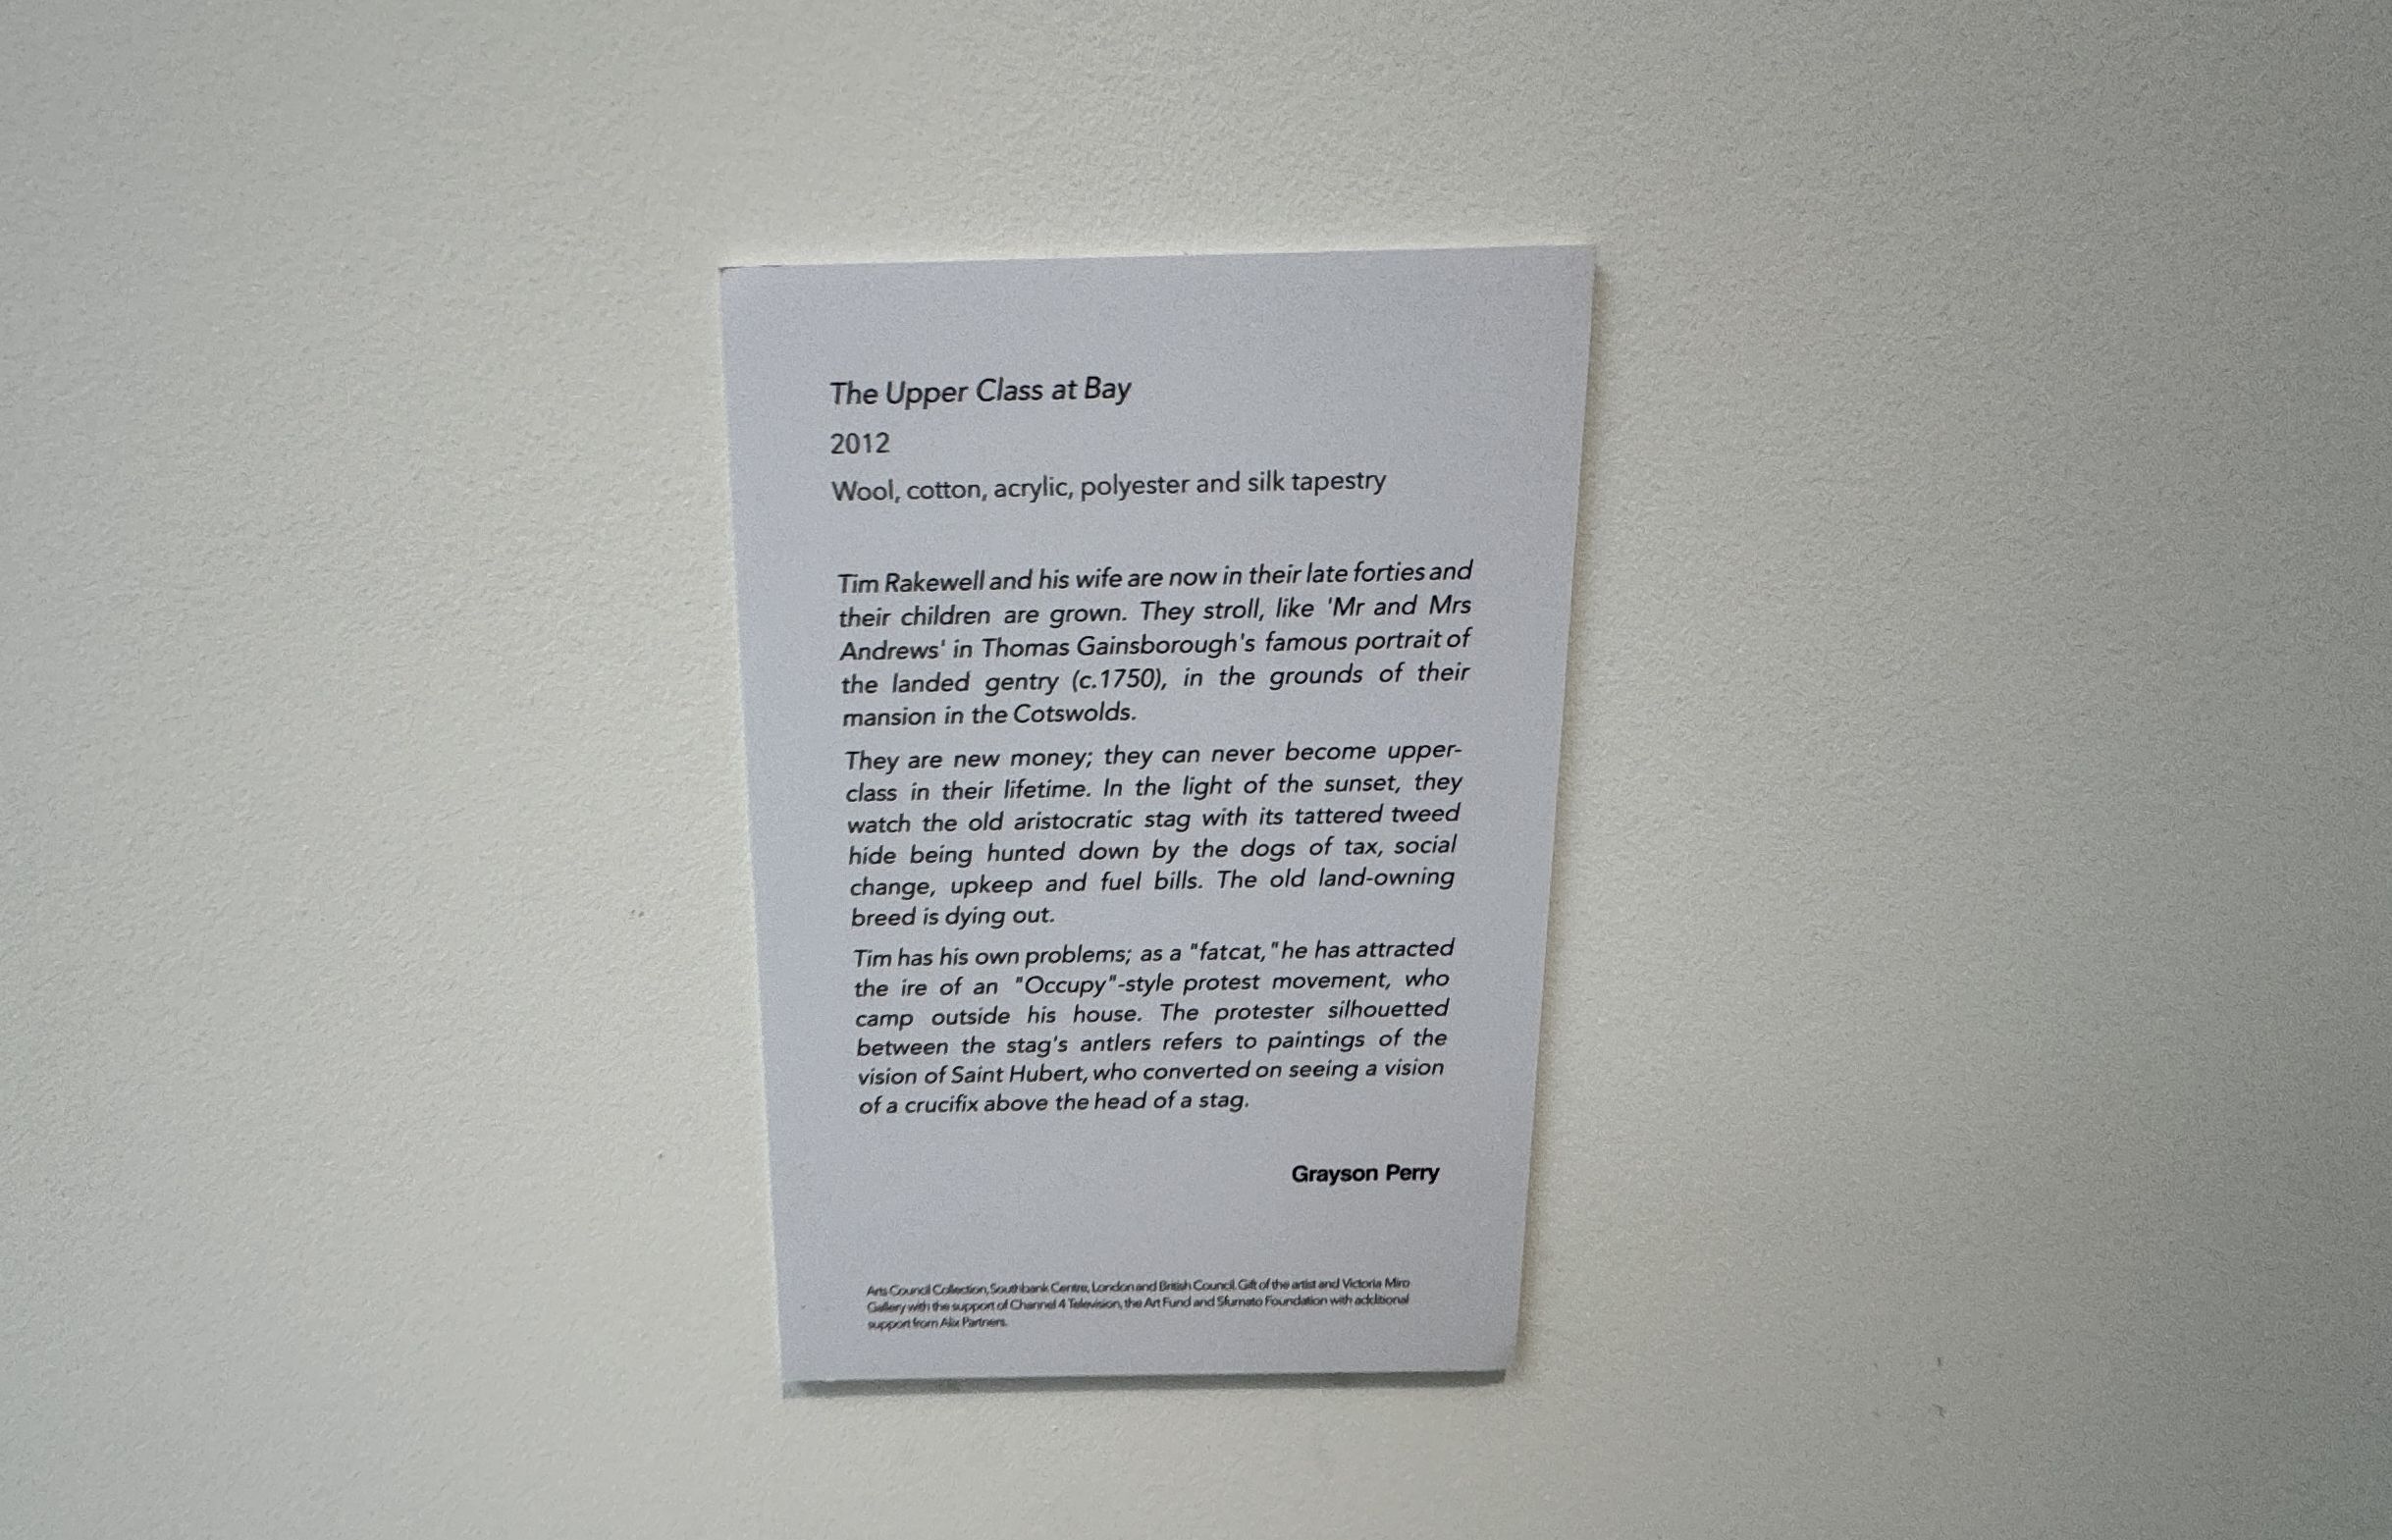 The Upper Class at Bay
2012
Wool, cotton, acrylic, polyester and silk tapestry
Tim Rakewell and his wife are now in their late forties and
their children are grown. They stroll, like 'Mr and Mrs
Andrews' in Thomas Gainsborough's famous portrait of
the landed gentry (c.1750), in the grounds of their
mansion in the Cotswolds.
They are new money; they can never become upper-
class in their lifetime. In the light of the sunset, they
watch the old aristocratic stag with its tattered tweed
hide being hunted down by the dogs of tax, social
change, upkeep and fuel bills. The old land-owning
breed is dying out.
Tim has his own problems; as a "fatcat," he has attracted
the ire of an "Occupy"-style protest movement, who
camp outside his house. The protester silhouetted
between the stag's antlers refers to paintings of the
vision of Saint Hubert, who converted on seeing a vision
of a crucifix above the head of a stag.
Grayson Perry
Arts Council Collection, Southbank Centre, London and British Council. Gift of the artist and Victoria Miro
Gallery with the support of Channel 4 Television, the Art Fund and Sfumato Foundation with additional
support from Alix Partners.